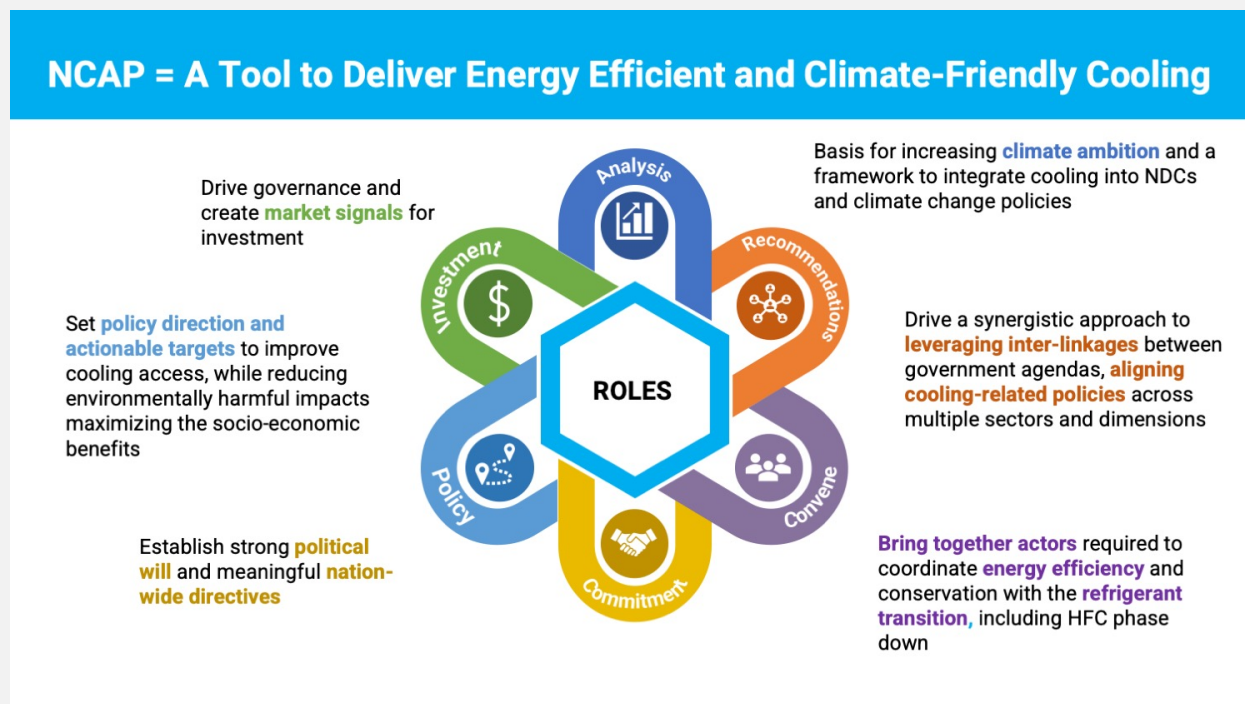 NCAP = A Tool to Deliver Energy Efficient and Climate-Friendly Cooling
Analysis
Basis for increasing climate ambition and a
framework to integrate cooling into NDCs
and climate change policies
Drive governance and
create market signals for
investment
Investment
Recommendations
Set policy direction and
actionable targets to improve
cooling access, while reducing
environmentally harmful impacts
maximizing the socio-economic
benefits
ROLES
Drive a synergistic approach to
leveraging inter-linkages between
government agendas, aligning
cooling-related policies across
multiple sectors and dimensions
Policy
Convene
Establish strong political
will and meaningful nation-
wide directives
Commitment
Bring together actors required to
coordinate energy efficiency and
conservation with the refrigerant
transition, including HFC phase
down